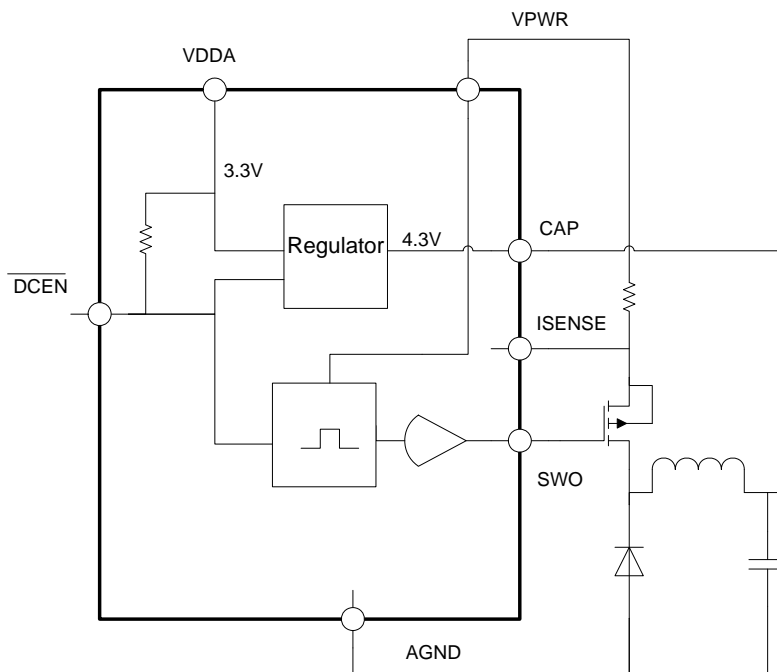 VPWR
VDDA
3.3V
Regulator
4.3V
CAP
DCEN
ISENSE
SWO
AGND